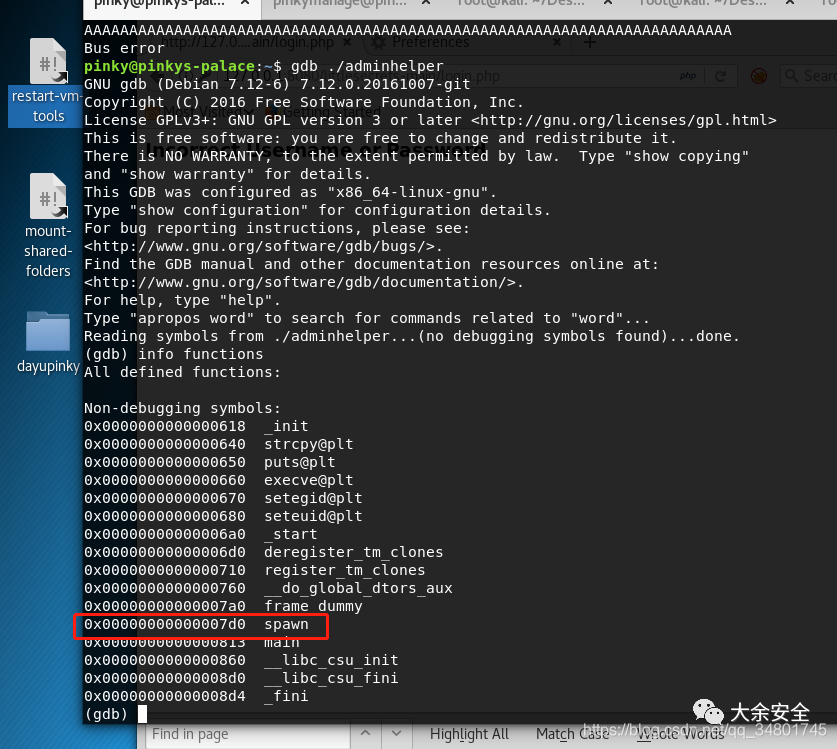 pinky@pinkys-pal... × pinkymanage@pin... × root@kali: ~/Des... × root@kali: ~/Des... ×
AAAAAAAAAAAAAAAAAAAAAAAAAAAAAAAAAAAAAAAAAAAAAAAAAAAAAAAAAAAAAAAAAAAAAAAA
Bus error
pinky@pinkys-palace:~$ gdb ./adminhelper
GNU gdb (Debian 7.12-6) 7.12.0.20161007-git
Copyright (C) 2016 Free Software Foundation, Inc.
License GPLv3+: GNU GPL version 3 or later <http://gnu.org/licenses/gpl.html>
This is free software: you are free to change and redistribute it.
There is NO WARRANTY, to the extent permitted by law.  Type "show copying"
and "show warranty" for details.
This GDB was configured as "x86_64-linux-gnu".
Type "show configuration" for configuration details.
For bug reporting instructions, please see:
<http://www.gnu.org/software/gdb/bugs/>.
Find the GDB manual and other documentation resources online at:
<http://www.gnu.org/software/gdb/documentation/>.
For help, type "help".
Type "apropos word" to search for commands related to "word"...
Reading symbols from ./adminhelper...(no debugging symbols found)...done.
(gdb) info functions
All defined functions:
Non-debugging symbols:
0x0000000000000618  _init
0x0000000000000640  strcpy@plt
0x0000000000000650  puts@plt
0x0000000000000660  execve@plt
0x0000000000000670  setegid@plt
0x0000000000000680  seteuid@plt
0x00000000000006a0  _start
0x00000000000006d0  deregister_tm_clones
0x0000000000000710  register_tm_clones
0x0000000000000760  __do_global_dtors_aux
0x00000000000007a0  frame_dummy
0x00000000000007d0  spawn
0x0000000000000813  main
0x0000000000000860  __libc_csu_init
0x00000000000008d0  __libc_csu_fini
0x00000000000008d4  _fini
(gdb)
restart-vm-
tools
mount-
shared-
folders
dayupinky
Preferences
php
Sear
Incorrect Username or Password
Find in page
Highlight All
Match Case
Whole Words
大余安全
https://blog.csdn.net/qq_34801745